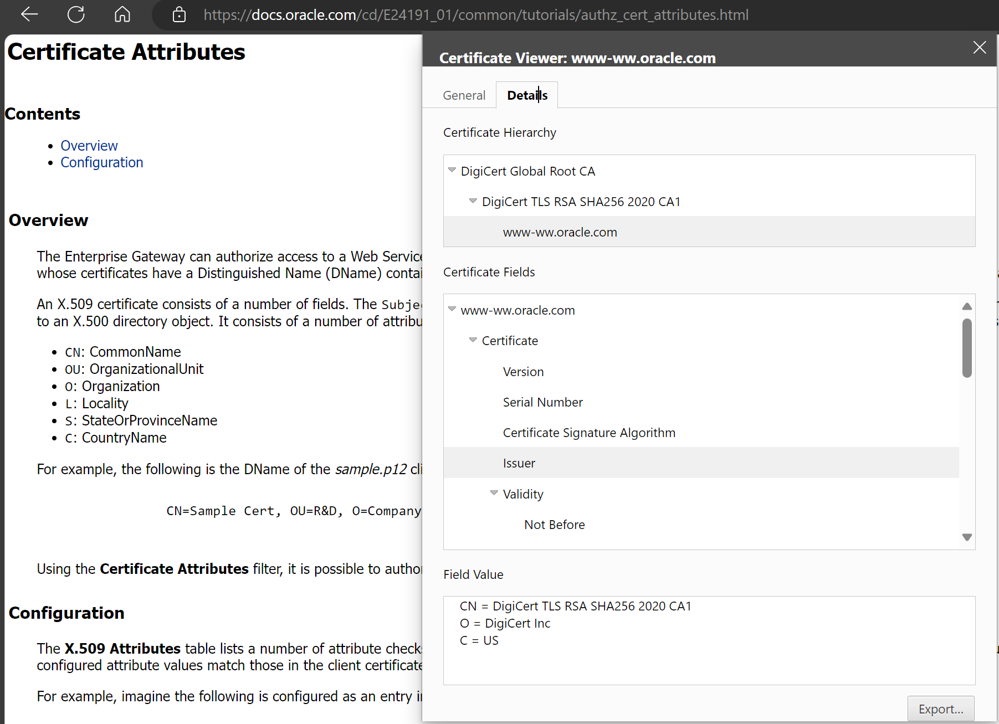 https://docs.oracle.com/cd/E24191_01/common/tutorials/authz_cert_attributes.html
Certificate Attributes
Contents
Overview
Configuration
Overview
The Enterprise Gateway can authorize access to a Web Service
whose certificates have a Distinguished Name (DName) contai
An X.509 certificate consists of a number of fields. The Subje
to an X.500 directory object. It consists of a number of attribu
CN: CommonName
OU: OrganizationalUnit
O: Organization
L: Locality
S: StateOrProvinceName
C: CountryName
For example, the following is the DName of the sample.p12 cli
CN=Sample Cert, OU=R&D, O=Company
Using the Certificate Attributes filter, it is possible to author
Configuration
The X.509 Attributes table lists a number of attribute checks
configured attribute values match those in the client certificate
For example, imagine the following is configured as an entry in
Certificate Viewer: www-ww.oracle.com
General
Details
Certificate Hierarchy
DigiCert Global Root CA
DigiCert TLS RSA SHA256 2020 CA1
www-ww.oracle.com
Certificate Fields
www-ww.oracle.com
Certificate
Version
Serial Number
Certificate Signature Algorithm
Issuer
Validity
Not Before
Field Value
CN = DigiCert TLS RSA SHA256 2020 CA1
O = DigiCert Inc
C = US
Export...